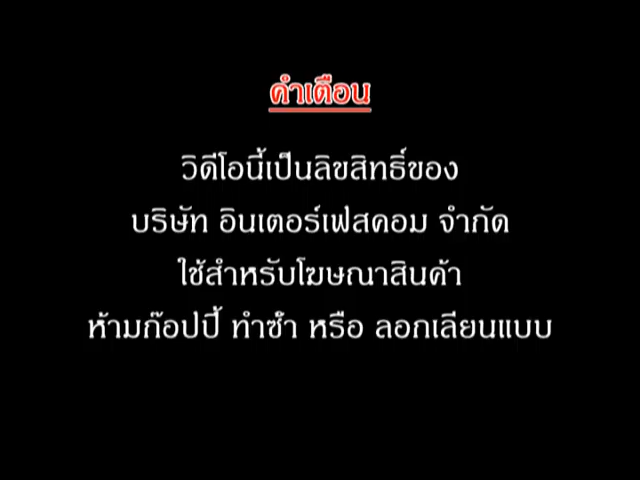 คำเตือน
วิดีโอนี้เป็นลิขสิทธิ์ของ
บริษัท อินเตอร์เฟสคอม จำกัด
ใช้สำหรับโฆษณาสินค้า
ห้ามก๊อปปี้ ทำซ้ำ หรือ ลอกเลียนแบบ